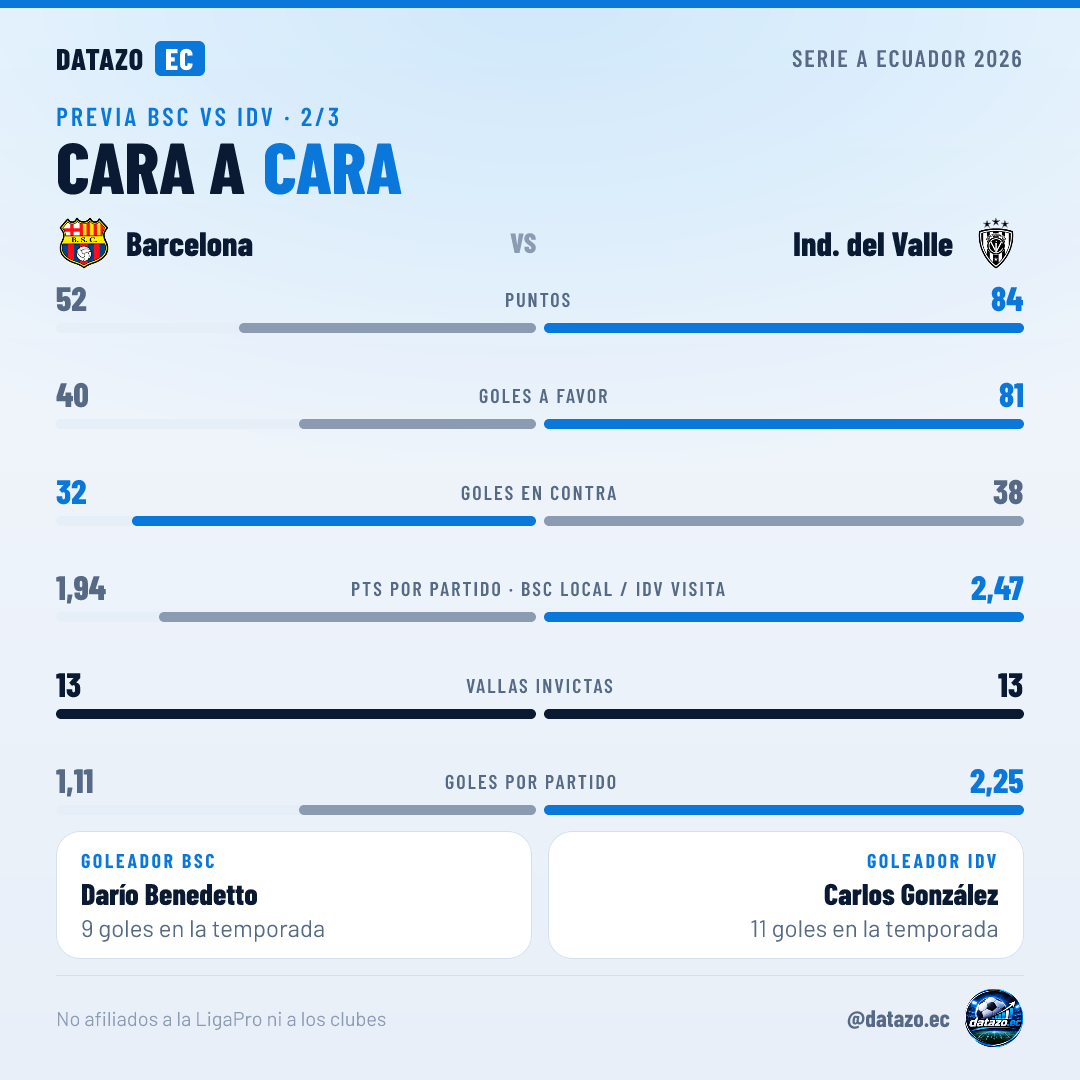 DATAZO EC
SERIE A ECUADOR 2026
PREVIA BSC VS IDV · 2/3
CARA A CARA
B. S. C.
Barcelona
VS
Ind. del Valle
52 PUNTOS 84
40 GOLES A FAVOR 81
32 GOLES EN CONTRA 38
1,94 PTS POR PARTIDO · BSC LOCAL / IDV VISITA 2,47
13 VALLAS INVICTAS 13
1,11 GOLES POR PARTIDO 2,25
GOLEADOR BSC
Darío Benedetto
9 goles en la temporada
GOLEADOR IDV
Carlos González
11 goles en la temporada
No afiliados a la LigaPro ni a los clubes
@datazo.ec
datazo.ec